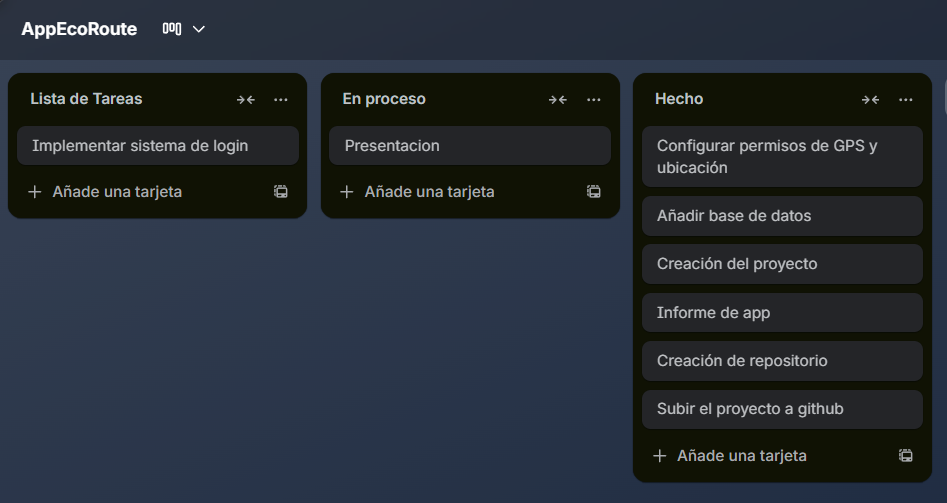 AppEcoRoute
Lista de Tareas
Implementar sistema de login
Añade una tarjeta
En proceso
Presentacion
Añade una tarjeta
Hecho
Configurar permisos de GPS y
ubicación
Añadir base de datos
Creación del proyecto
Informe de app
Creación de repositorio
Subir el proyecto a github
Añade una tarjeta